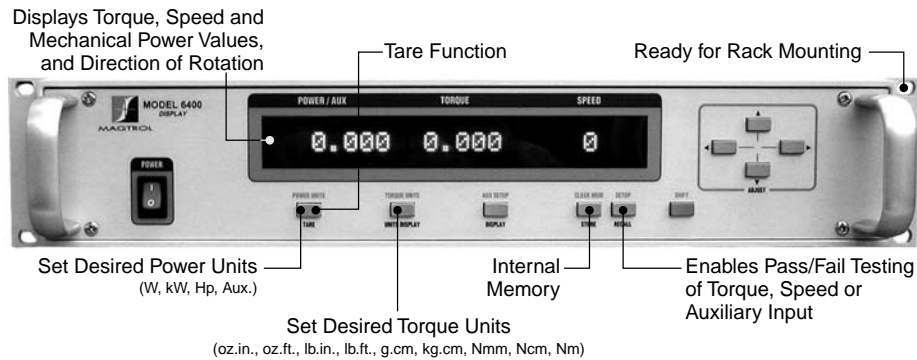 Displays Torque, Speed and
Mechanical Power Values,
and Direction of Rotation
Tare Function
Ready for Rack Mounting
MODEL 6400
DISPLAY
MAGTROL
POWER / AUX
TORQUE
SPEED
0.000
0.000
0
POWER
I
O
ADJUST
POWER UNITS
TORQUE UNITS
AUX SETUP
CLEAR MEM
SETUP
SHIFT
TARE
UNITS DISPLAY
DISPLAY
STORE
RECALL
Set Desired Power Units
(W, kW, Hp, Aux.)
Internal
Memory
Enables Pass/Fail Testing
of Torque, Speed or
Auxiliary Input
Set Desired Torque Units
(oz.in., oz.ft., lb.in., lb.ft., g.cm, kg.cm, Nmm, Ncm, Nm)